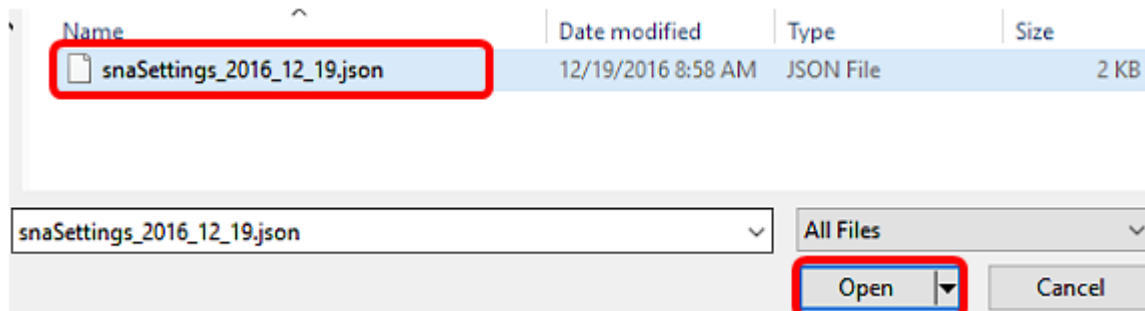 Name Date modified Type Size
snaSettings_2016_12_19.json 12/19/2016 8:58 AM JSON File 2 KB
snaSettings_2016_12_19.json All Files
Open Cancel